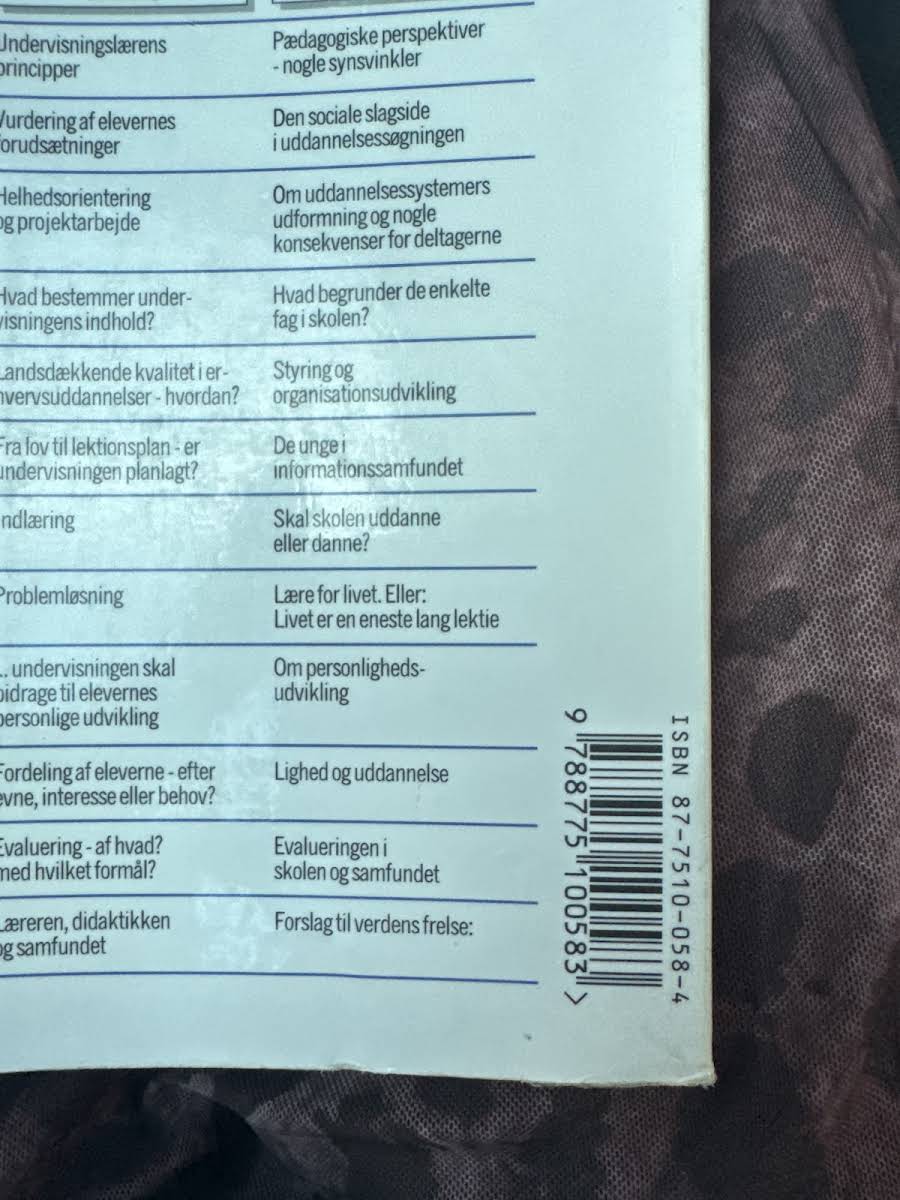 Undervisningslærens
principper
Pædagogiske perspektiver
- nogle synsvinkler
Vurdering af elevernes
forudsætninger
Den sociale slagside
i uddannelsessøgningen
Helhedsorientering
og projektarbejde
Om uddannelsessystemers
udformning og nogle
konsekvenser for deltagerne
Hvad bestemmer under-
visningens indhold?
Hvad begrunder de enkelte
fag i skolen?
Landsdækkende kvalitet i er-
hvervsuddannelser - hvordan?
Styring og
organisationsudvikling
Fra lov til lektionsplan - er
undervisningen planlagt?
De unge i
informationssamfundet
ndlæring
Skal skolen uddanne
eller danne?
Problemløsning
Lære for livet. Eller:
Livet er en eneste lang lektie
.. undervisningen skal
bidrage til elevernes
personlige udvikling
Om personligheds-
udvikling
Fordeling af eleverne - efter
evne, interesse eller behov?
Lighed og uddannelse
Evaluering - af hvad?
med hvilket formål?
Evalueringen i
skolen og samfundet
Læreren, didaktikken
og samfundet
Forslag til verdens frelse:
ISBN 87-7510-058-4
9 788775 100583 >